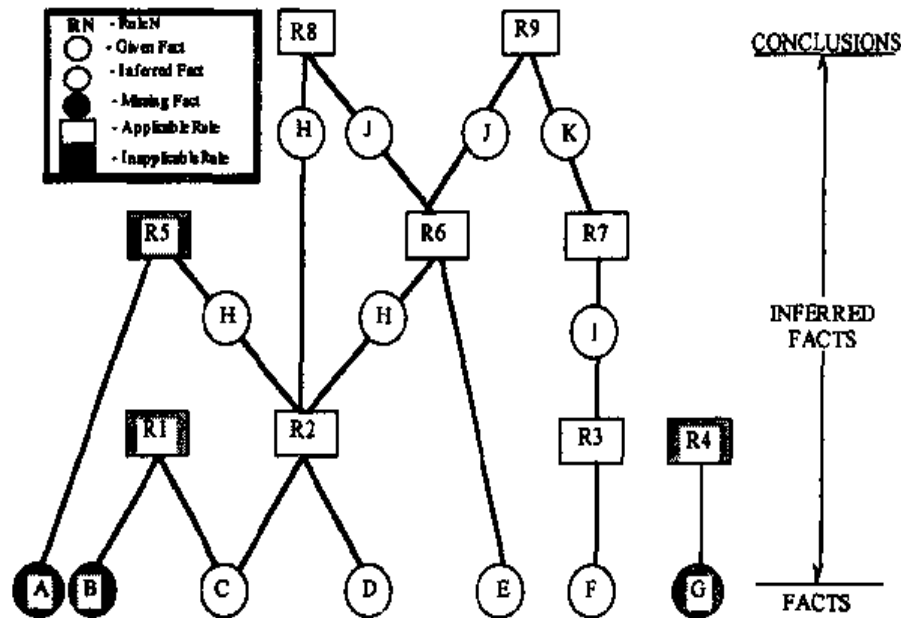 RN - Rule N
- Given Fact
- Inferred Fact
- Missing Fact
- Applicable Rule
- Inapplicable Rule
R8
R9
CONCLUSIONS
H
J
J
K
R5
R6
R7
H
H
I
INFERRED
FACTS
R1
R2
R3
R4
A
B
C
D
E
F
G
FACTS